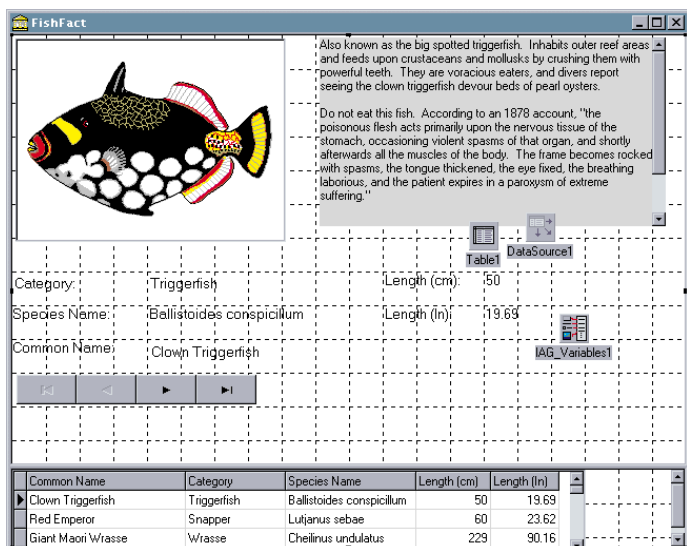 FishFact
Also known as the big spotted triggerfish. Inhabits outer reef areas
and feeds upon crustaceans and mollusks by crushing them with
powerful teeth. They are voracious eaters, and divers report
seeing the clown triggerfish devour beds of pearl oysters.
Do not eat this fish. According to an 1878 account, "the
poisonous flesh acts primarily upon the nervous tissue of the
stomach, occasioning violent spasms of that organ, and shortly
afterwards all the muscles of the body. The frame becomes rocked
with spasms, the tongue thickened, the eye fixed, the breathing
laborious, and the patient expires in a paroxysm of extreme
suffering."
Table1 DataSource1
Category: Triggerfish Length (cm): 50
Species Name: Ballistoides conspicillum Length (In): 19.69
Common Name: Clown Triggerfish IAG_Variables1
Common Name Category Species Name Length (cm) Length (In)
Clown Triggerfish Triggerfish Ballistoides conspicillum 50 19.69
Red Emperor Snapper Lutjanus sebae 60 23.62
Giant Maori Wrasse Wrasse Cheilinus undulatus 229 90.16